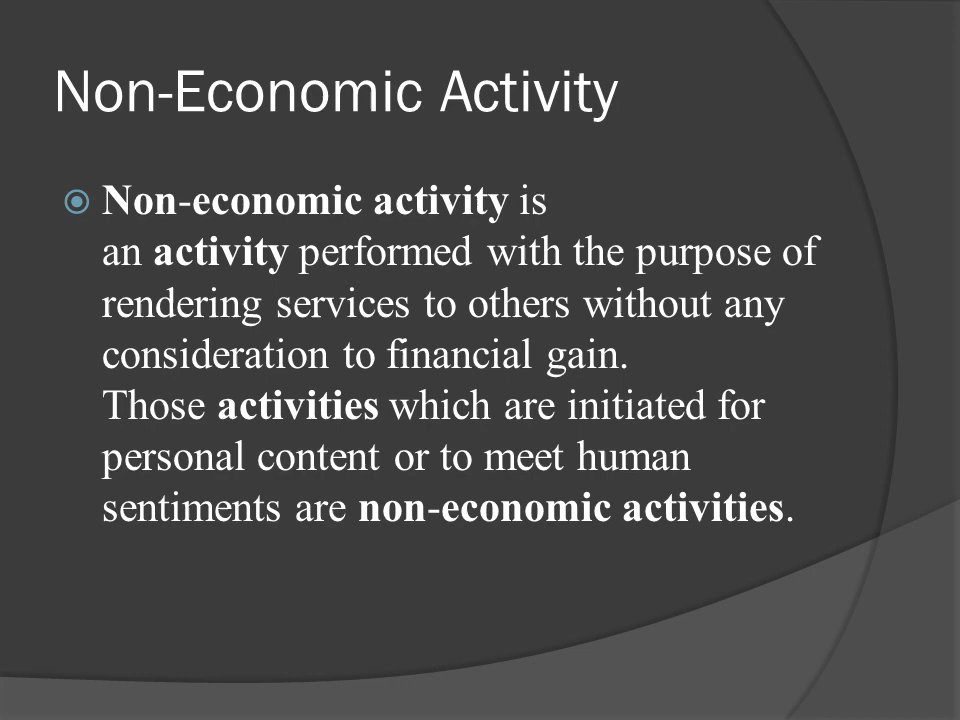 Non-Economic Activity
Non-economic activity is
an activity performed with the purpose of
rendering services to others without any
consideration to financial gain.
Those activities which are initiated for
personal content or to meet human
sentiments are non-economic activities.